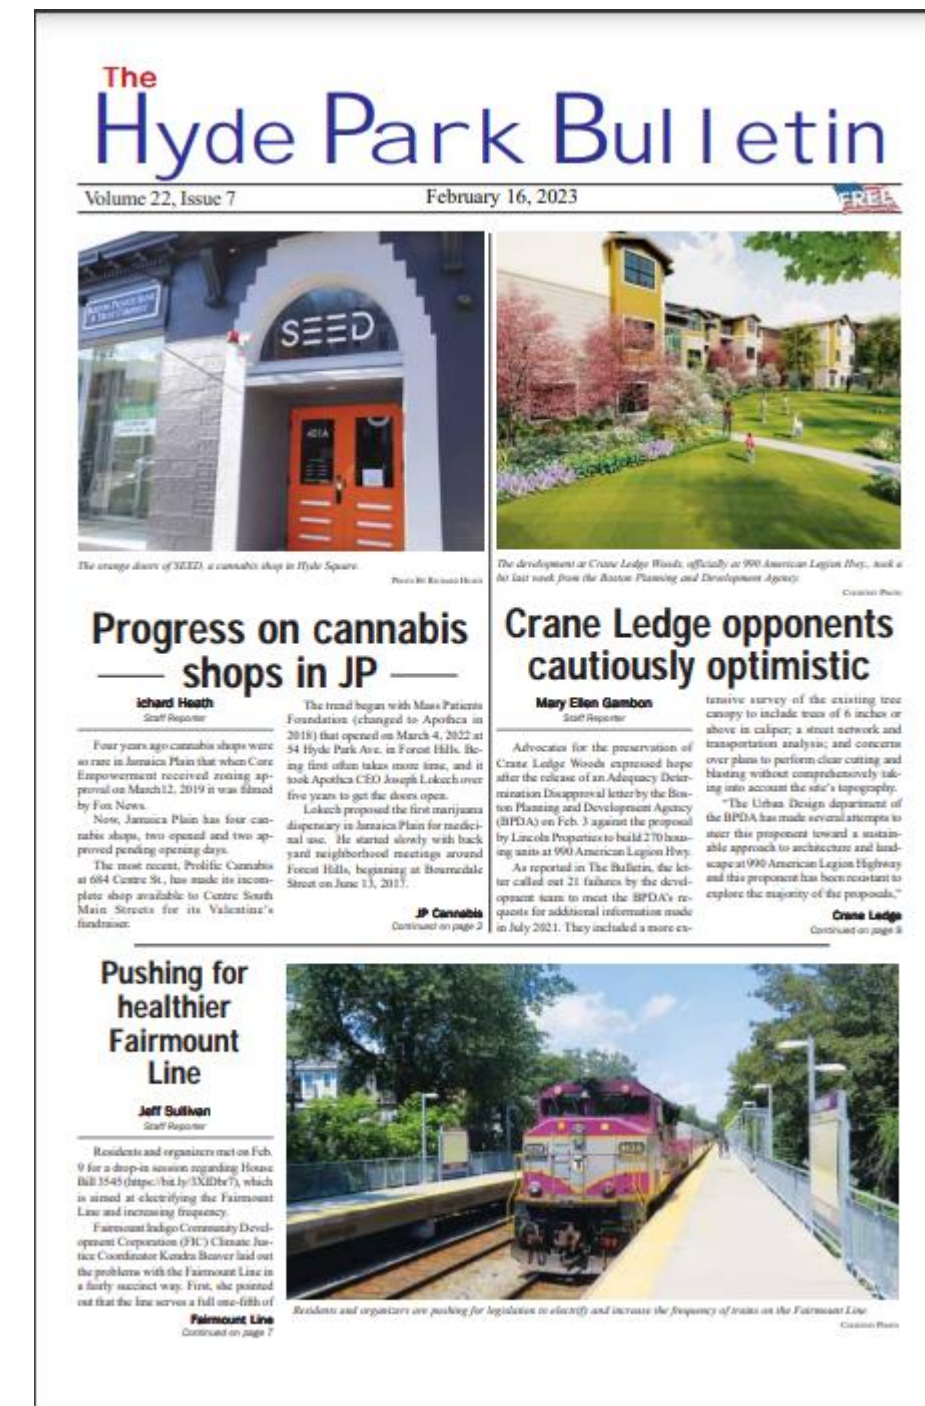 The
Hyde Park Bulletin
Volume 22, Issue 7
February 16, 2023
FREE
SEED
401A
The orange doors of SEED, a cannabis shop in Hyde Square.
PHOTO BY RICHARD HEATH
The development at Crane Ledge Woods, officially at 990 American Legion Hwy., took a
hit last week from the Boston Planning and Development Agency.
COURTESY PHOTO
Progress on cannabis
shops in JP
ichard Heath
Staff Reporter
Four years ago cannabis shops were
so rare in Jamaica Plain that when Core
Empowerment received zoning ap-
proval on March12, 2019 it was filmed
by Fox News.
Now, Jamaica Plain has four can-
nabis shops, two opened and two ap-
proved pending opening days.
The most recent, Prolific Cannabis
at 684 Centre St., has made its incom-
plete shop available to Centre South
Main Streets for its Valentine's
fundraiser.
The trend began with Mass Patients
Foundation (changed to Apothca in
2018) that opened on March 4, 2022 at
54 Hyde Park Ave. in Forest Hills. Be-
ing first often takes more time, and it
took Apothca CEO Joseph Lekach over
five years to get the doors open.
proposed the first marijuana
dispensary in Jamaica Plain for medici-
nal use. He started slowly with back
yard neighborhood meetings around
Forest Hills, beginning at Bournedale
Street on June 13, 2017.
JP Cannabis
Continued on page 2
Crane Ledge opponents
cautiously optimistic
Mary Ellen Gambon
Staff Reporter
Advocates for the preservation of
Crane Ledge Woods expressed hope
after the release of an Adequacy Deter-
mination Disapproval letter by the Bos-
ton Planning and Development Agency
(BPDA) on Feb. 3 against the proposal
by Lincoln Properties to build 270 hous-
ing units at 990 American Legion Hwy.
As reported in The Bulletin, the let-
ter called out 21 failures by the devel-
opment team to meet the BPDA's re-
quests for additional information made
in July 2021. They included a more ex-
tensive survey of the existing tree
canopy to include trees of 6 inches or
above in caliper; a street network and
transportation analysis; and concerns
over plans to perform clear cutting and
blasting without comprehensively tak-
ing into account the site's topography.
"The Urban Design department of
the BPDA has made several attempts to
steer this proponent toward a sustain-
able approach to architecture and land-
scape at 990 American Legion Highway
and this proponent has been resistant to
explore the majority of the proposals,"
Crane Ledge
Continued on page 9
Pushing for
healthier
Fairmount
Line
Jeff Sullivan
Staff Reporter
Residents and organizers met on Feb.
9 for a drop-in session regarding House
Bill 3545 which
is aimed at electrifying the Fairmount
Line and increasing frequency.
Fairmount Indigo Community Devel-
opment Corporation (FIC) Climate Jus-
tice Coordinator Kendra Beaver laid out
the problems with the Fairmount Line in
a fairly succinct way. First, she pointed
out that the line serves a full one-fifth of
Fairmount Line
Continued on page 7
Residents and organizers are pushing for legislation to electrify and increase the frequency of trains on the Fairmount Line
COURTESY PHOTO